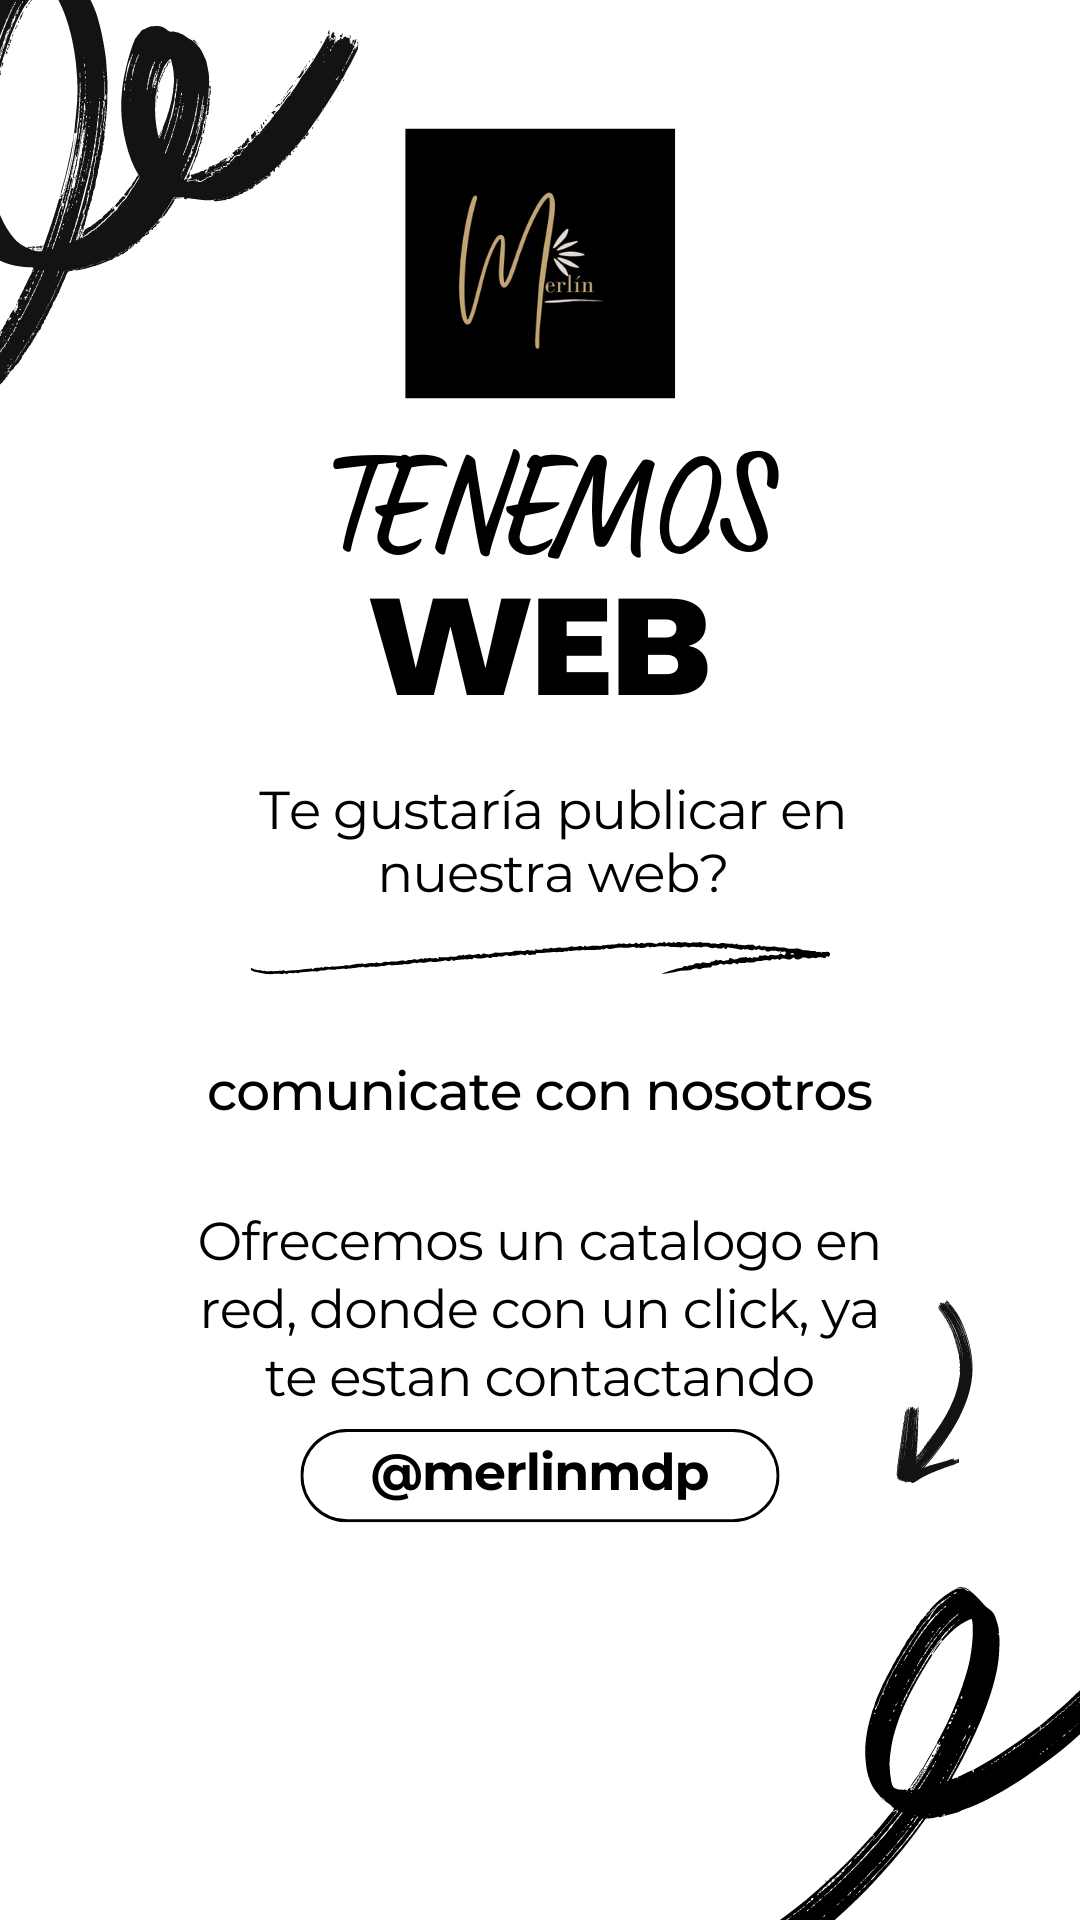 Merlín
TENEMOS
WEB
Te gustaría publicar en
nuestra web?
comunicate con nosotros
Ofrecemos un catalogo en
red, donde con un click, ya
te estan contactando
@merlinmdp